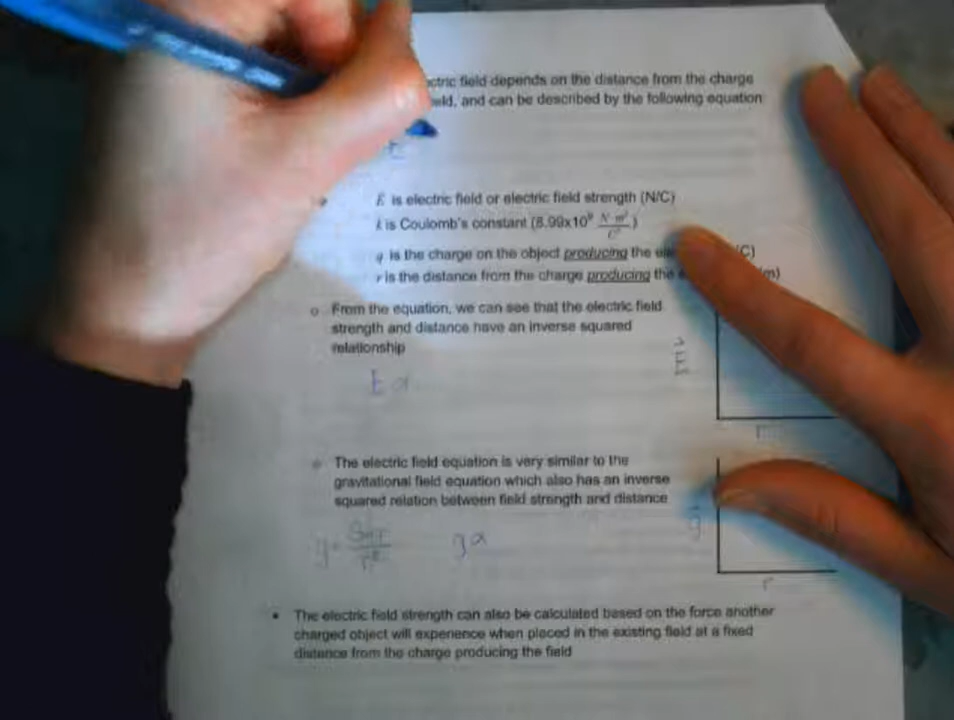 ctric field depends on the distance from the charge
eld, and can be described by the following equation
E
E is electric field or electric field strength (N/C)
k is Coulomb's constant (8.99x10⁹ N·m²/C²)
q is the charge on the object producing the ele C)
r is the distance from the charge producing the (m)
o From the equation, we can see that the electric field
strength and distance have an inverse squared
relationship
|E|
E α
r
o The electric field equation is very similar to the
gravitational field equation which also has an inverse
squared relation between field strength and distance
g
g α
r
• The electric field strength can also be calculated based on the force another
charged object will experience when placed in the existing field at a fixed
distance from the charge producing the field